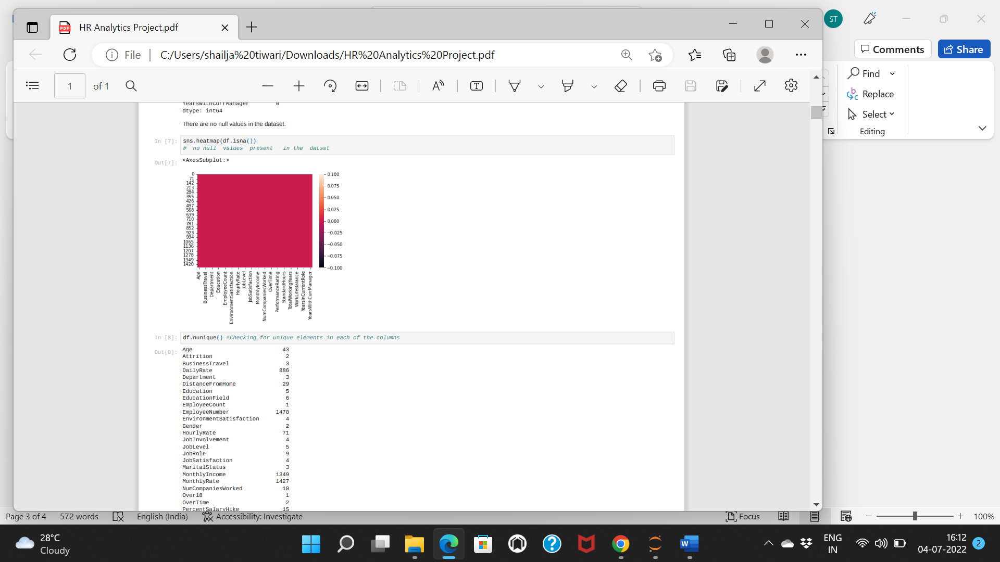 HR Analytics Project.pdf
ST
File
C:/Users/shailja%20tiwari/Downloads/HR%20Analytics%20Project.pdf
Comments
Share
1 of 1
Find
Replace
Select
Editing
YearsWithCurrManager 0
dtype: int64
There are no null values in the dataset.
In [7]: sns.heatmap(df.isna())
# no null values present in the datset
Out[7]: <AxesSubplot:>
0
71
142
213
284
355
426
497
568
639
710
781
852
923
994
1065
1136
1207
1278
1349
1420
0.100
0.075
0.050
0.025
0.000
−0.025
−0.050
−0.075
−0.100
Age
BusinessTravel
Department
Education
EmployeeCount
EnvironmentSatisfaction
HourlyRate
JobLevel
JobSatisfaction
MonthlyIncome
NumCompaniesWorked
OverTime
PerformanceRating
StandardHours
TotalWorkingYears
WorkLifeBalance
YearsInCurrentRole
YearsWithCurrManager
In [8]: df.nunique() #Checking for unique elements in each of the columns
Out[8]: Age 43
Attrition 2
BusinessTravel 3
DailyRate 886
Department 3
DistanceFromHome 29
Education 5
EducationField 6
EmployeeCount 1
EmployeeNumber 1470
EnvironmentSatisfaction 4
Gender 2
HourlyRate 71
JobInvolvement 4
JobLevel 5
JobRole 9
JobSatisfaction 4
MaritalStatus 3
MonthlyIncome 1349
MonthlyRate 1427
NumCompaniesWorked 10
Over18 1
OverTime 2
PercentSalaryHike 15
Page 3 of 4 572 words English (India) Accessibility: Investigate Focus 100%
28°C
Cloudy
ENG
IN
16:12
04-07-2022
2